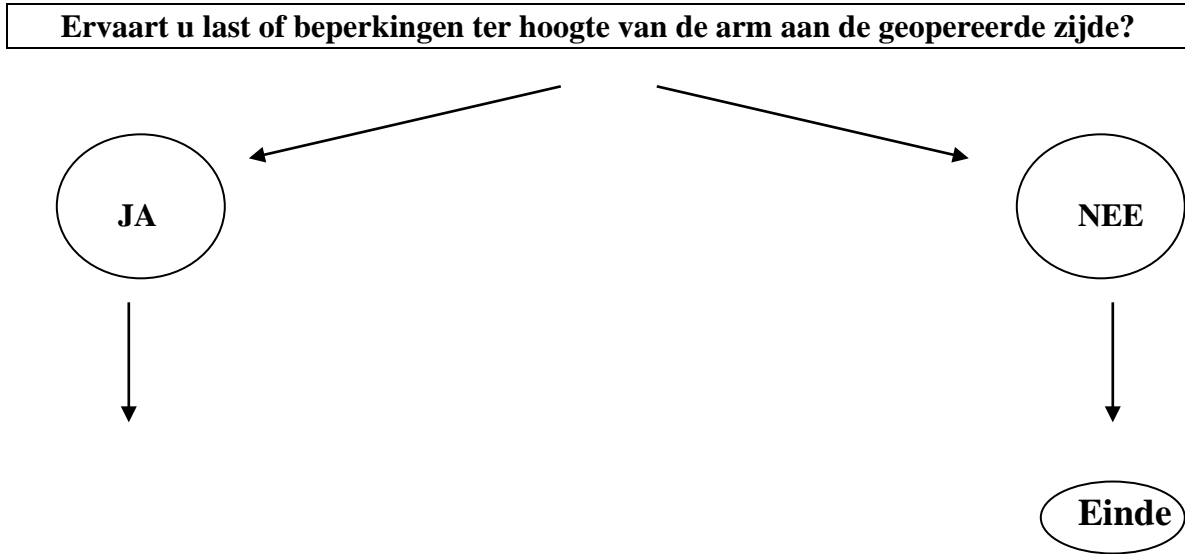 Ervaart u last of beperkingen ter hoogte van de arm aan de geopereerde zijde?
JA
NEE
Einde